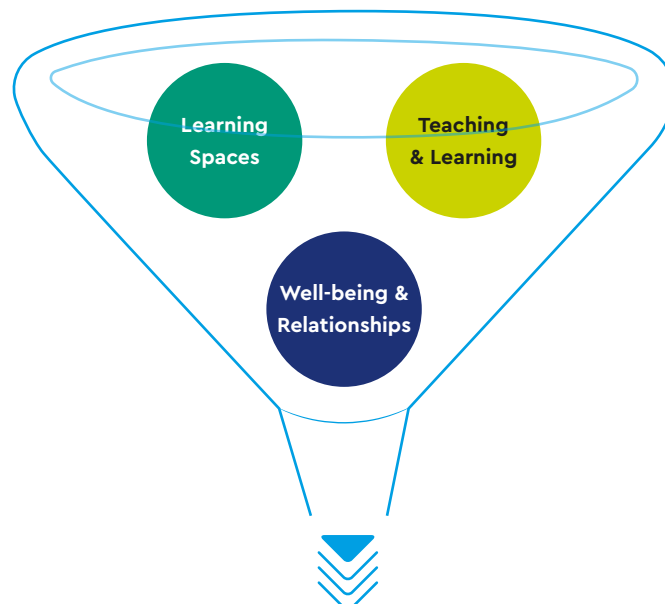 Learning
Spaces
Teaching
& Learning
Well-being &
Relationships